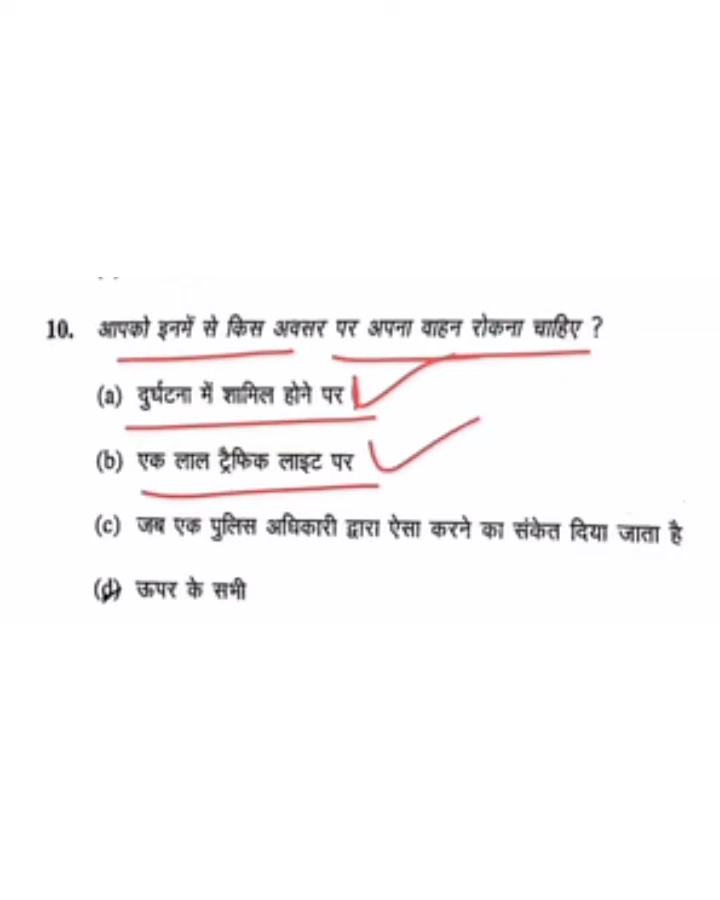 10. आपको इनमें से किस अवसर पर अपना वाहन रोकना चाहिए ?
(a) दुर्घटना में शामिल होने पर
(b) एक लाल ट्रैफिक लाइट पर
(c) जब एक पुलिस अधिकारी द्वारा ऐसा करने का संकेत दिया जाता है
(d) ऊपर के सभी